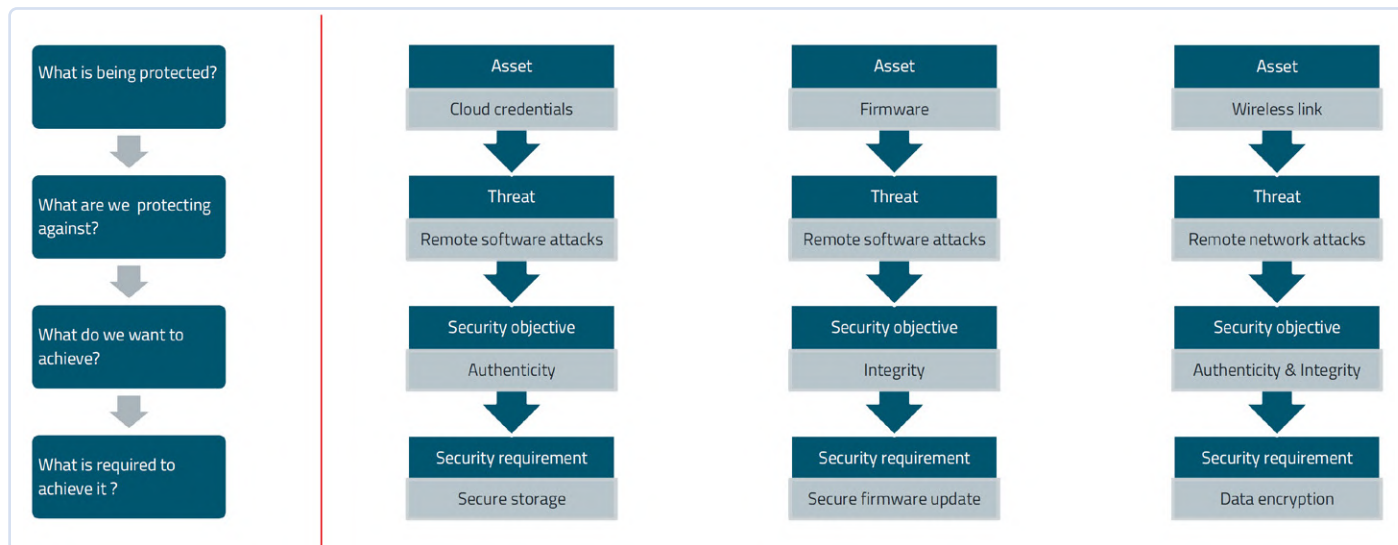 What is being protected?
What are we protecting
against?
What do we want to
achieve?
What is required to
achieve it ?
Asset
Cloud credentials
Threat
Remote software attacks
Security objective
Authenticity
Security requirement
Secure storage
Asset
Firmware
Threat
Remote software attacks
Security objective
Integrity
Security requirement
Secure firmware update
Asset
Wireless link
Threat
Remote network attacks
Security objective
Authenticity & Integrity
Security requirement
Data encryption